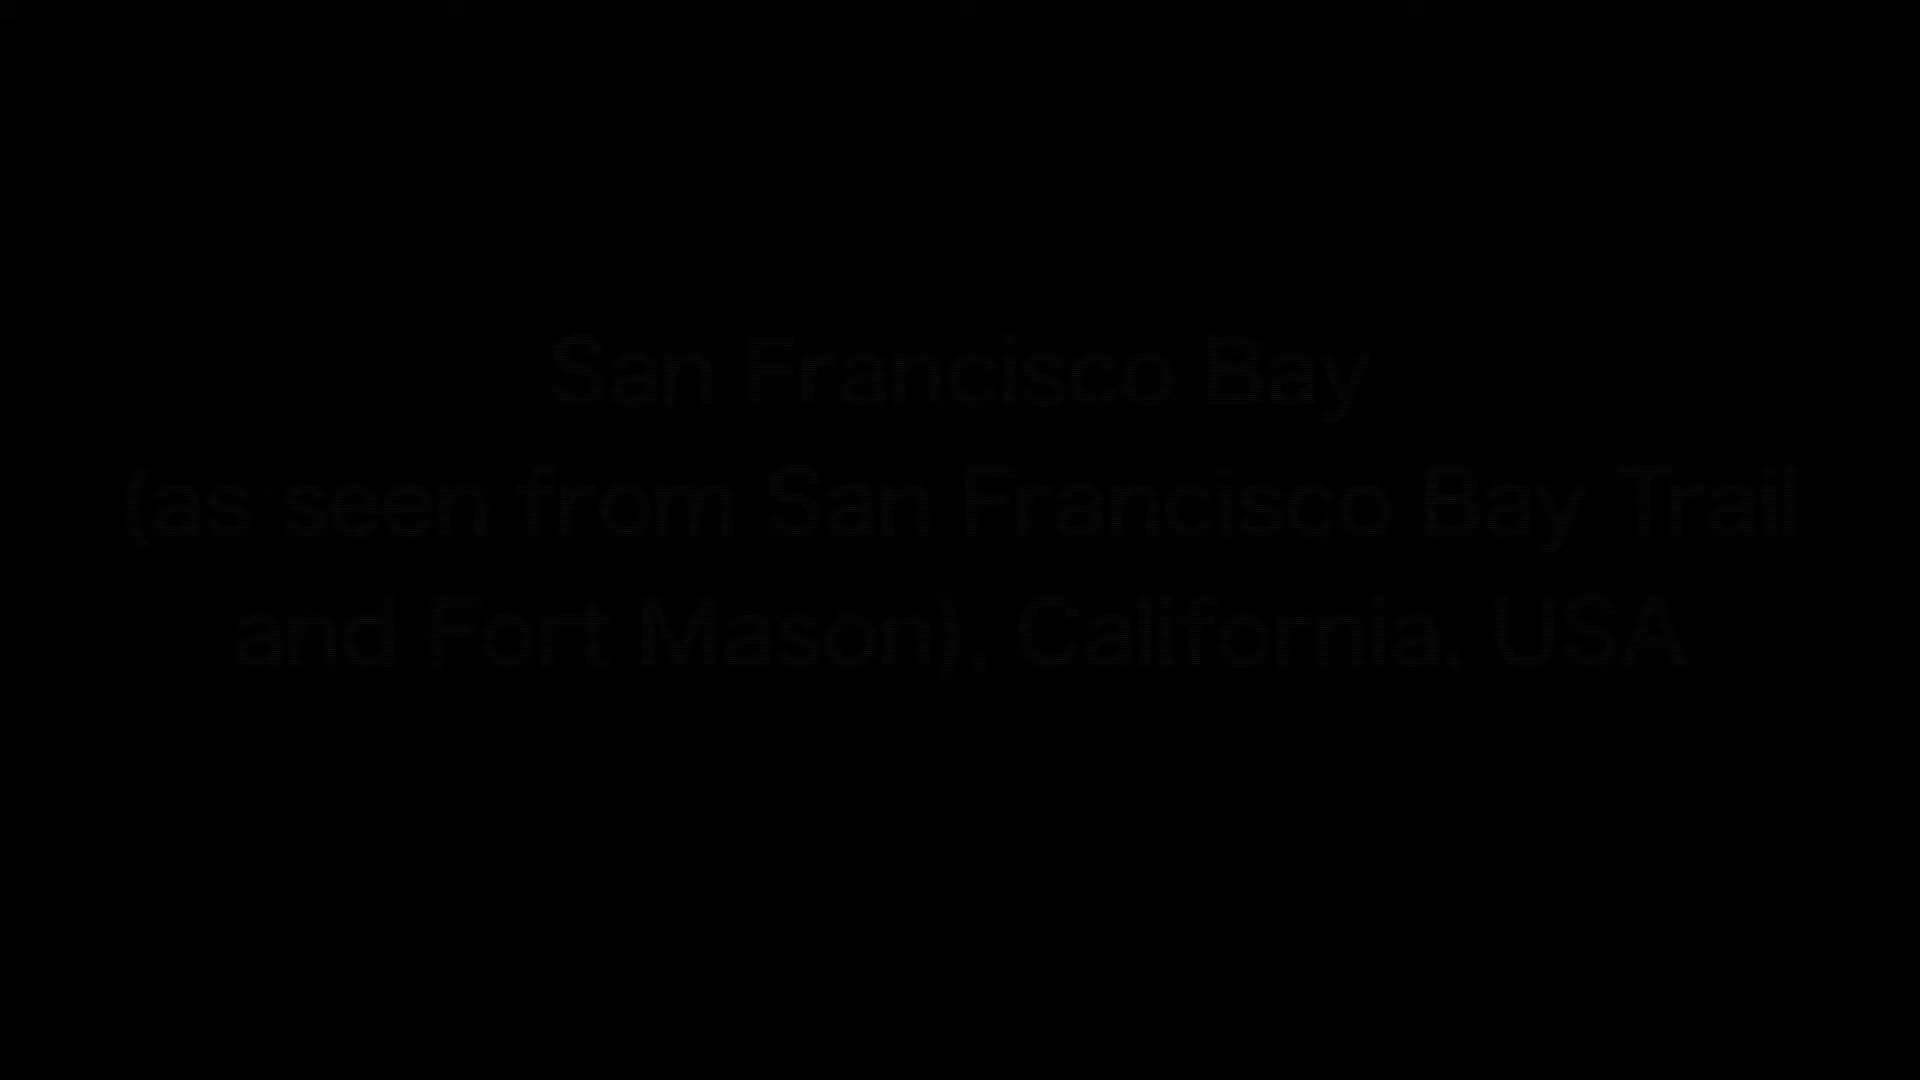 San Francisco Bay
(as seen from San Francisco Bay Trail
and Fort Mason), California, USA